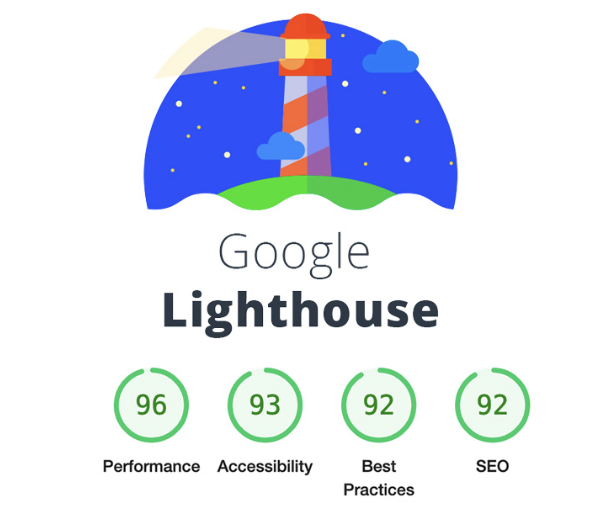 Google
Lighthouse
96 93 92 92
Performance Accessibility Best Practices SEO